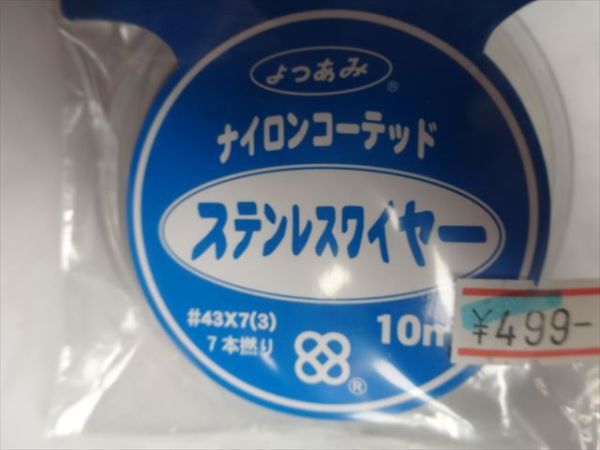 よつあみ
®
ナイロンコーテッド
ステンレスワイヤー
#43X7(3)
7本撚り
10m
¥499-
®